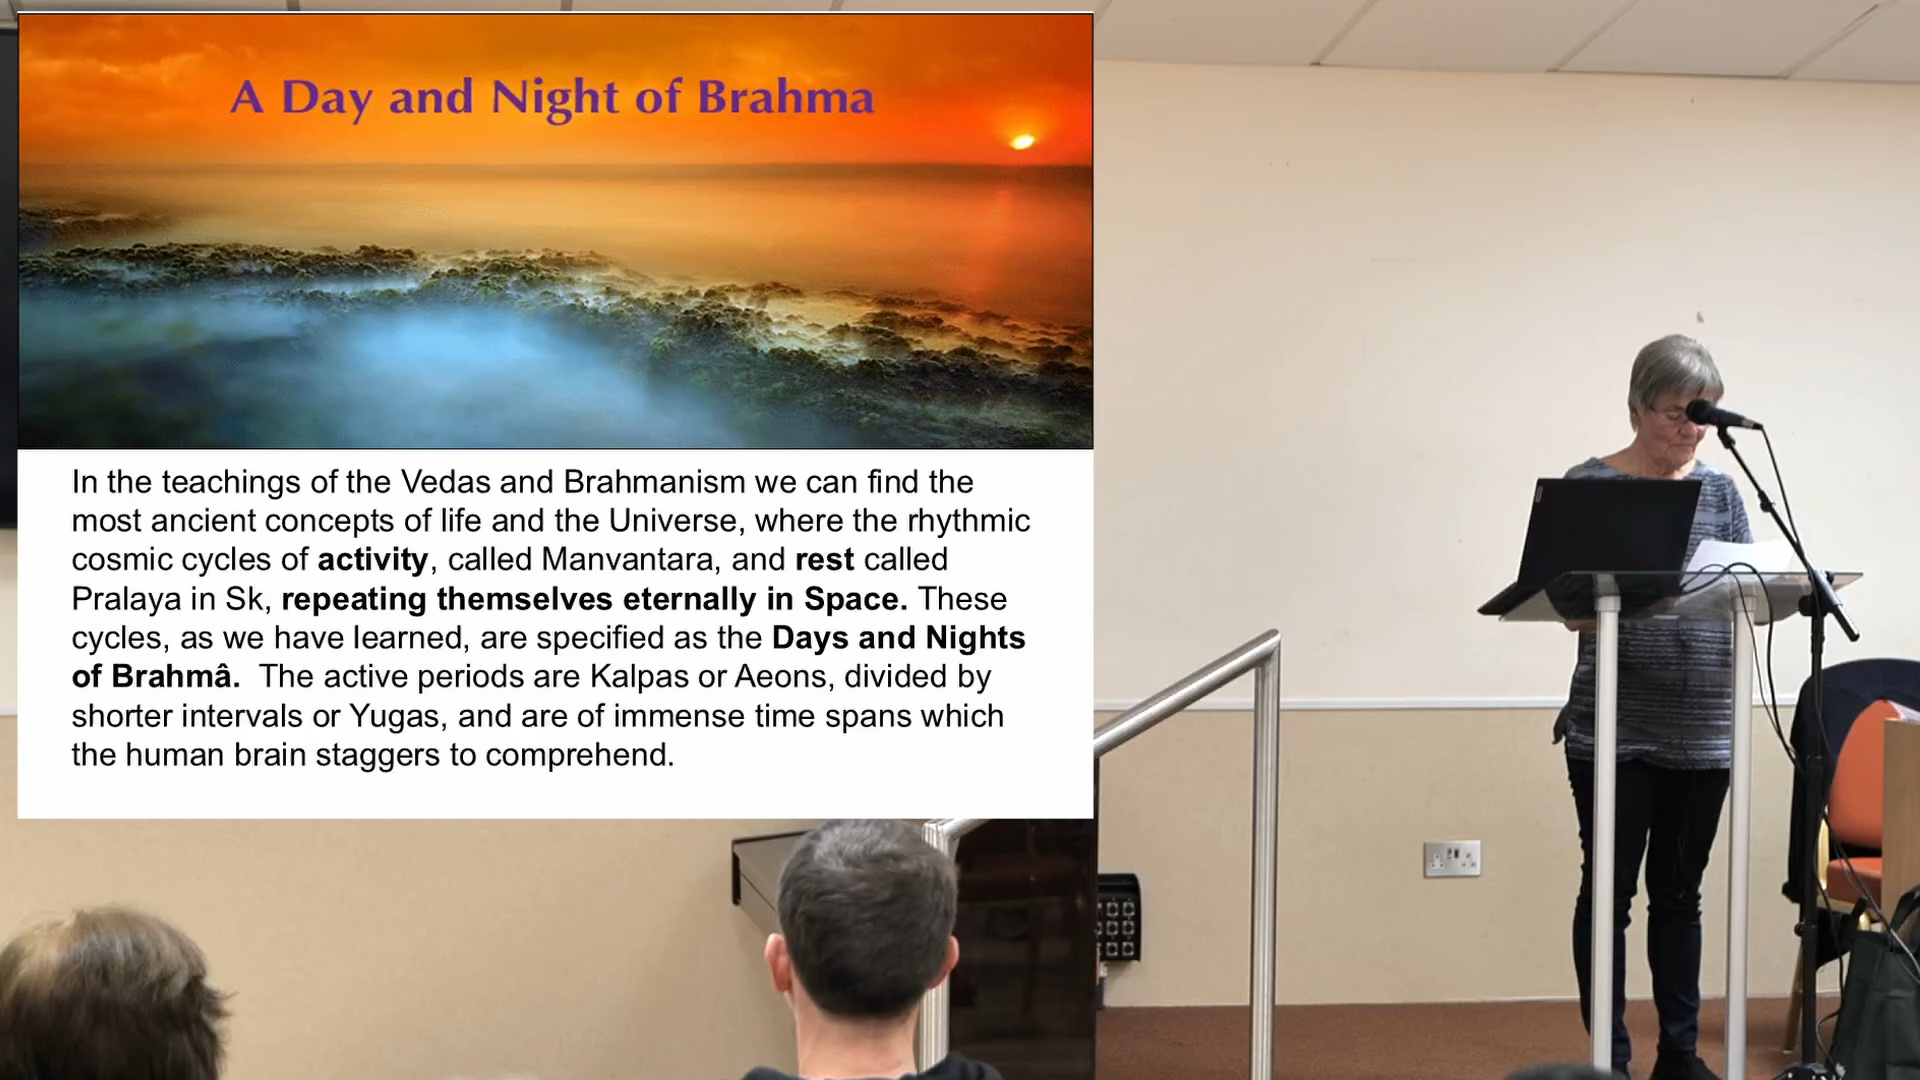 A Day and Night of Brahma
In the teachings of the Vedas and Brahmanism we can find the
most ancient concepts of life and the Universe, where the rhythmic
cosmic cycles of activity, called Manvantara, and rest called
Pralaya in Sk, repeating themselves eternally in Space. These
cycles, as we have learned, are specified as the Days and Nights
of Brahmâ.  The active periods are Kalpas or Aeons, divided by
shorter intervals or Yugas, and are of immense time spans which
the human brain staggers to comprehend.